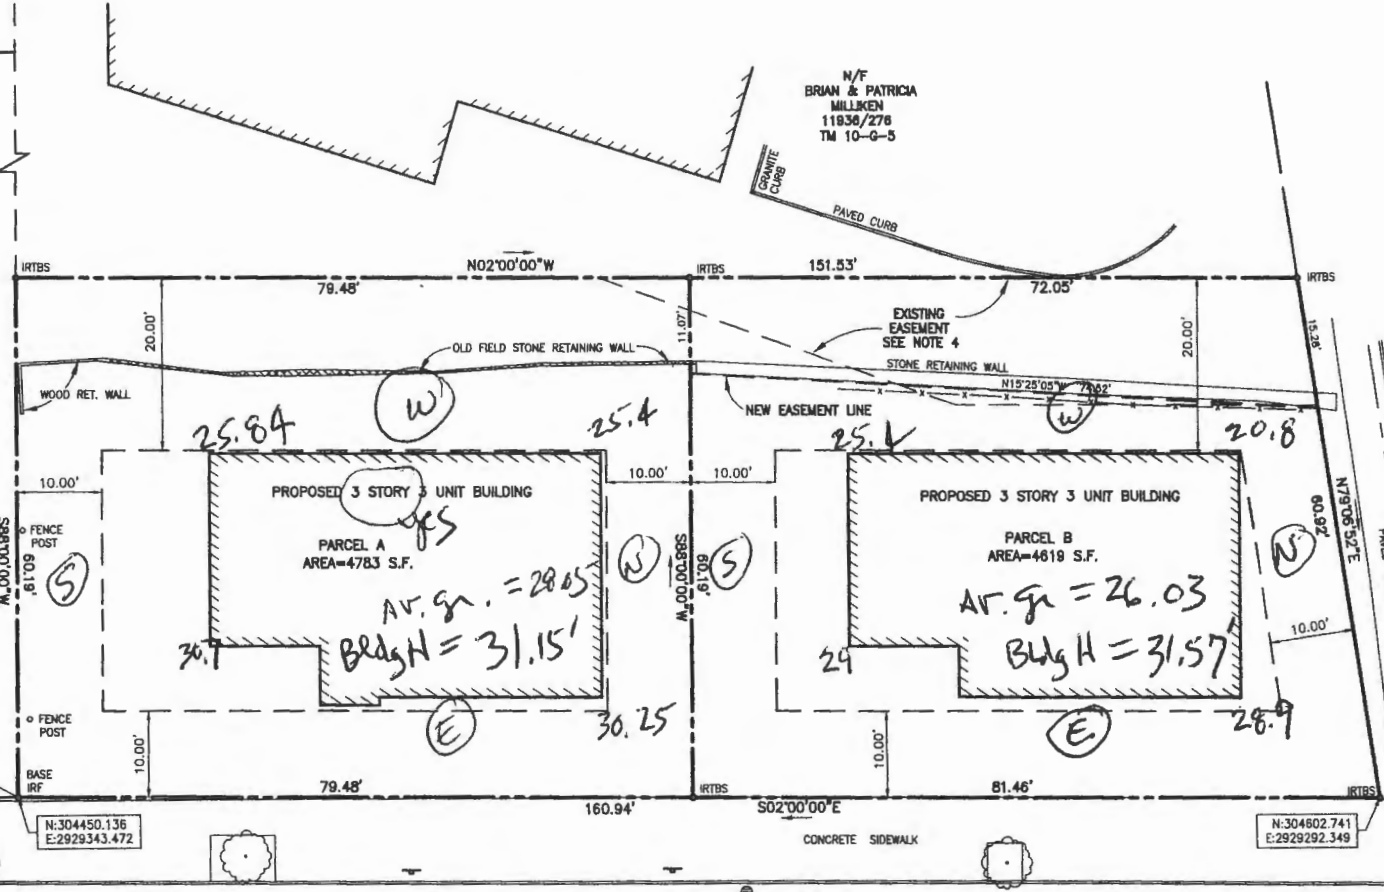 N/F
BRIAN & PATRICIA
MILLIKEN
11936/276
TM 10-G-5
GRANITE
CURB
PAVED CURB
IRTBS
N02°00'00"W
IRTBS
151.53'
IRTBS
79.48'
72.05'
20.00'
11.07'
EXISTING
EASEMENT
SEE NOTE 4
20.00'
15.28'
OLD FIELD STONE RETAINING WALL
STONE RETAINING WALL
WOOD RET. WALL
W
N15°25'05"W 74.62'
NEW EASEMENT LINE
W
25.84
25.4
25.4
20.8
10.00'
10.00'
10.00'
PROPOSED 3 STORY 3 UNIT BUILDING
yes
PROPOSED 3 STORY 3 UNIT BUILDING
FENCE
POST
PARCEL A
AREA=4783 S.F.
PARCEL B
AREA=4619 S.F.
S88°00'00"W
60.19'
S
N
S88°00'00"W
60.19'
S
N
60.92'
N79°06'52"E
Av. gr. = 28.05
Bldg H = 31.15'
Av. gr = 26.03
Bldg H = 31.57'
10.00'
30.7
29
FENCE
POST
E
30.25
E
28.9
10.00'
10.00'
BASE
IRF
79.48'
160.94'
IRTBS
S02°00'00"E
81.46'
IRTBS
N:304450.136
E:2929343.472
CONCRETE SIDEWALK
N:304602.741
E:2929292.349